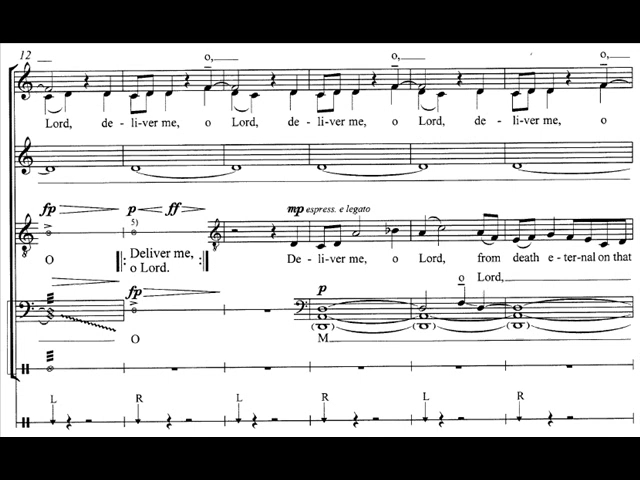 12 o, o, o,
Lord, de - li-ver me, o Lord, de - li-ver me, o Lord, de - li-ver me, o
fp p ff mp espress. e legato
5)
O Deliver me, De - li-ver me, o Lord, from death e-ter-nal on that
o Lord.
fp p o Lord,
O M
L R L R L R